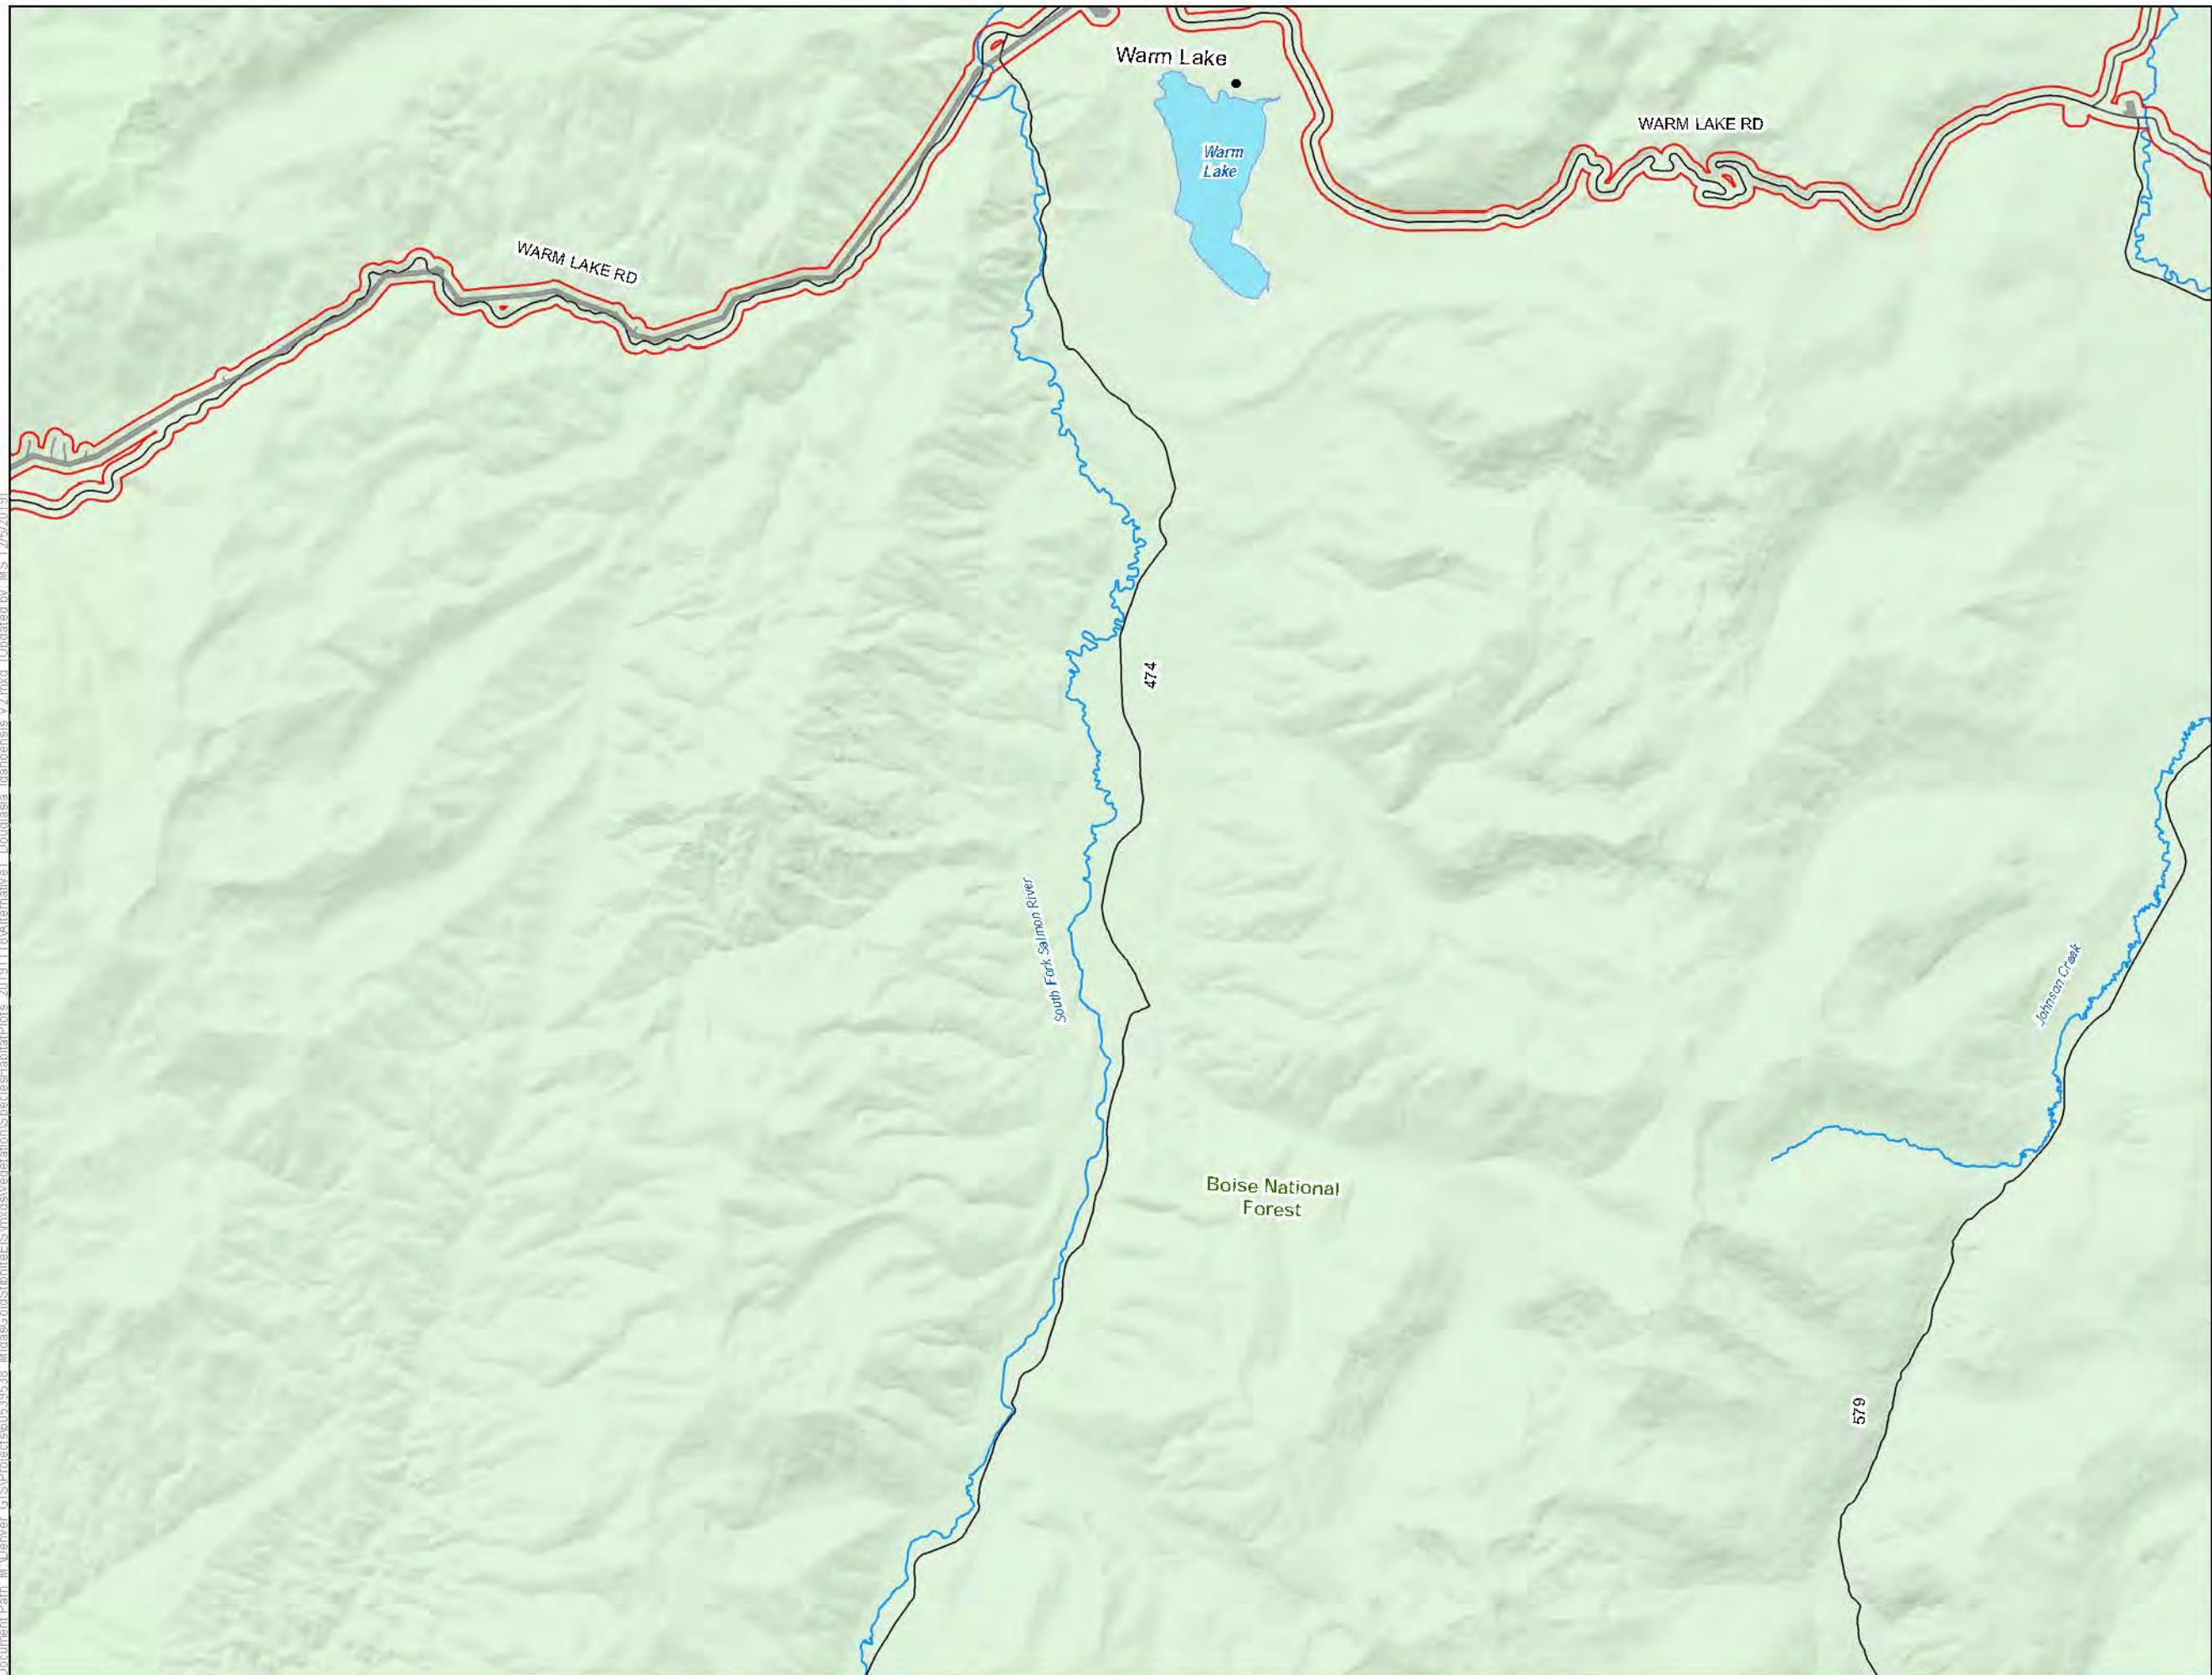 Warm Lake
WARM LAKE RD
Warm
Lake
WARM LAKE RD
474
South Fork Salmon River
Johnson Creek
Boise National
Forest
579